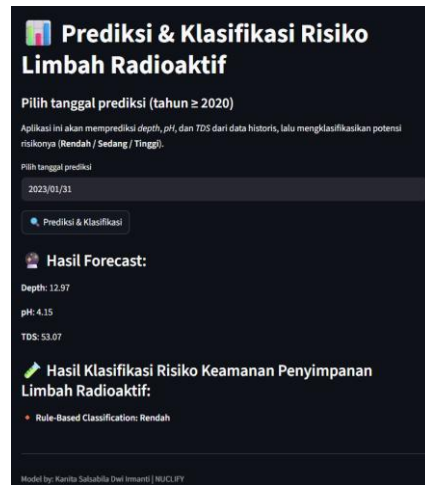 Prediksi & Klasifikasi Risiko
Limbah Radioaktif
Pilih tanggal prediksi (tahun ≥ 2020)
Aplikasi ini akan memprediksi depth, pH, dan TDS dari data historis, lalu mengklasifikasikan potensi
risikonya (Rendah / Sedang / Tinggi).
Pilih tanggal prediksi
2023/01/31
Prediksi & Klasifikasi
Hasil Forecast:
Depth: 12.97
pH: 4.15
TDS: 53.07
Hasil Klasifikasi Risiko Keamanan Penyimpanan
Limbah Radioaktif:
Rule-Based Classification: Rendah
Model by: Kanita Salsabila Dwi Irmanti | NUCLIFY